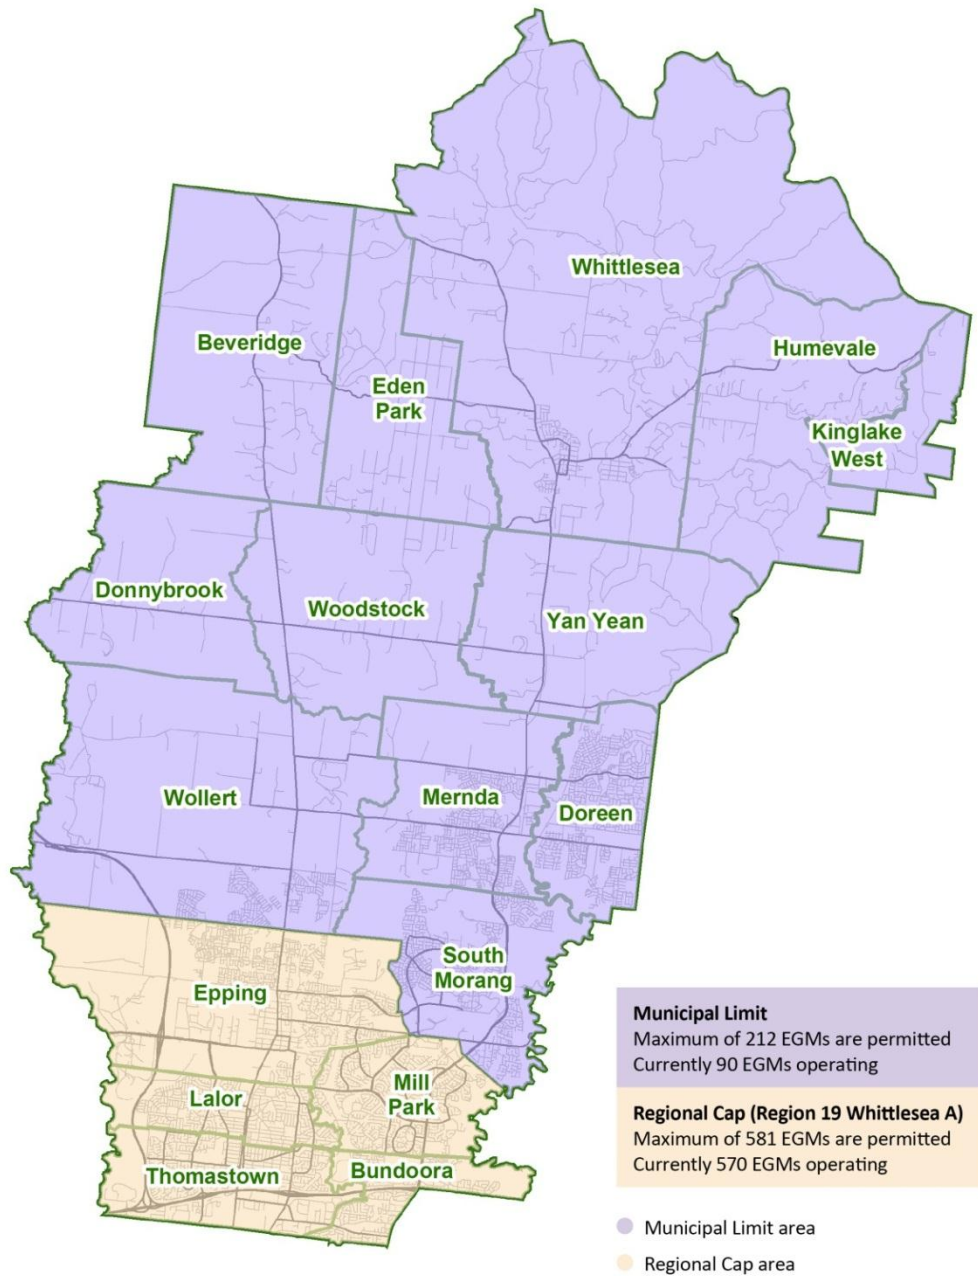 Whittlesea
Humevale
Beveridge
Eden
Park
Kinglake
West
Donnybrook
Woodstock
Yan Yean
Wollert
Mernda
Doreen
South
Morang
Epping
Mill
Park
Lalor
Thomastown
Bundoora
Municipal Limit
Maximum of 212 EGMs are permitted
Currently 90 EGMs operating
Regional Cap (Region 19 Whittlesea A)
Maximum of 581 EGMs are permitted
Currently 570 EGMs operating
Municipal Limit area
Regional Cap area